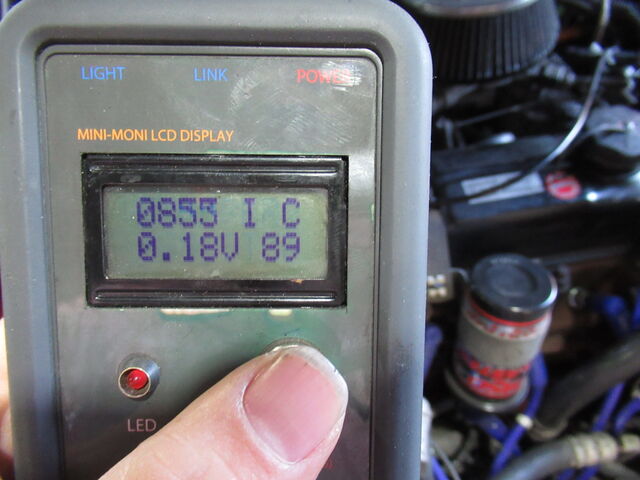 LIGHT LINK POWER
MINI-MONI LCD DISPLAY
0853 I C
0.18V 89
LED